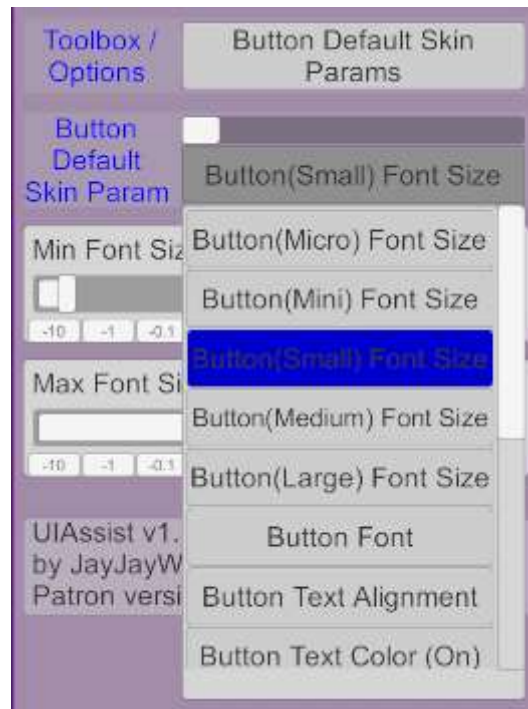 Toolbox /
Options
Button Default Skin
Params
Button
Default
Skin Param
Button(Small) Font Size
Min Font Siz
-10 -1 -0.1
Max Font Si
-10 -1 -0.1
Button(Micro) Font Size
Button(Mini) Font Size
Button(Small) Font Size
Button(Medium) Font Size
Button(Large) Font Size
Button Font
Button Text Alignment
Button Text Color (On)
UIAssist v1.
by JayJayW
Patron versi